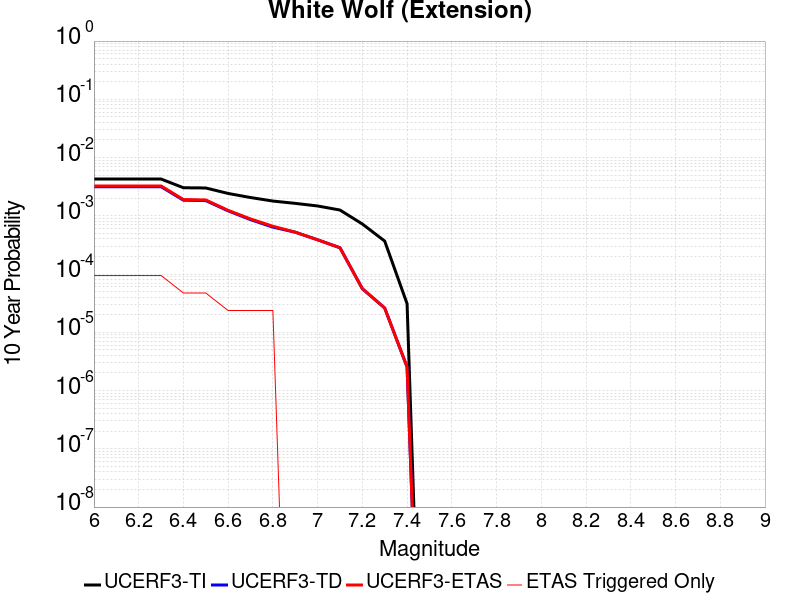 White Wolf (Extension)
10^0
10^-1
10^-2
10^-3
10^-4
10^-5
10^-6
10^-7
10^-8
10 Year Probability
6 6.2 6.4 6.6 6.8 7 7.2 7.4 7.6 7.8 8 8.2 8.4 8.6 8.8 9
Magnitude
UCERF3-TI UCERF3-TD UCERF3-ETAS ETAS Triggered Only